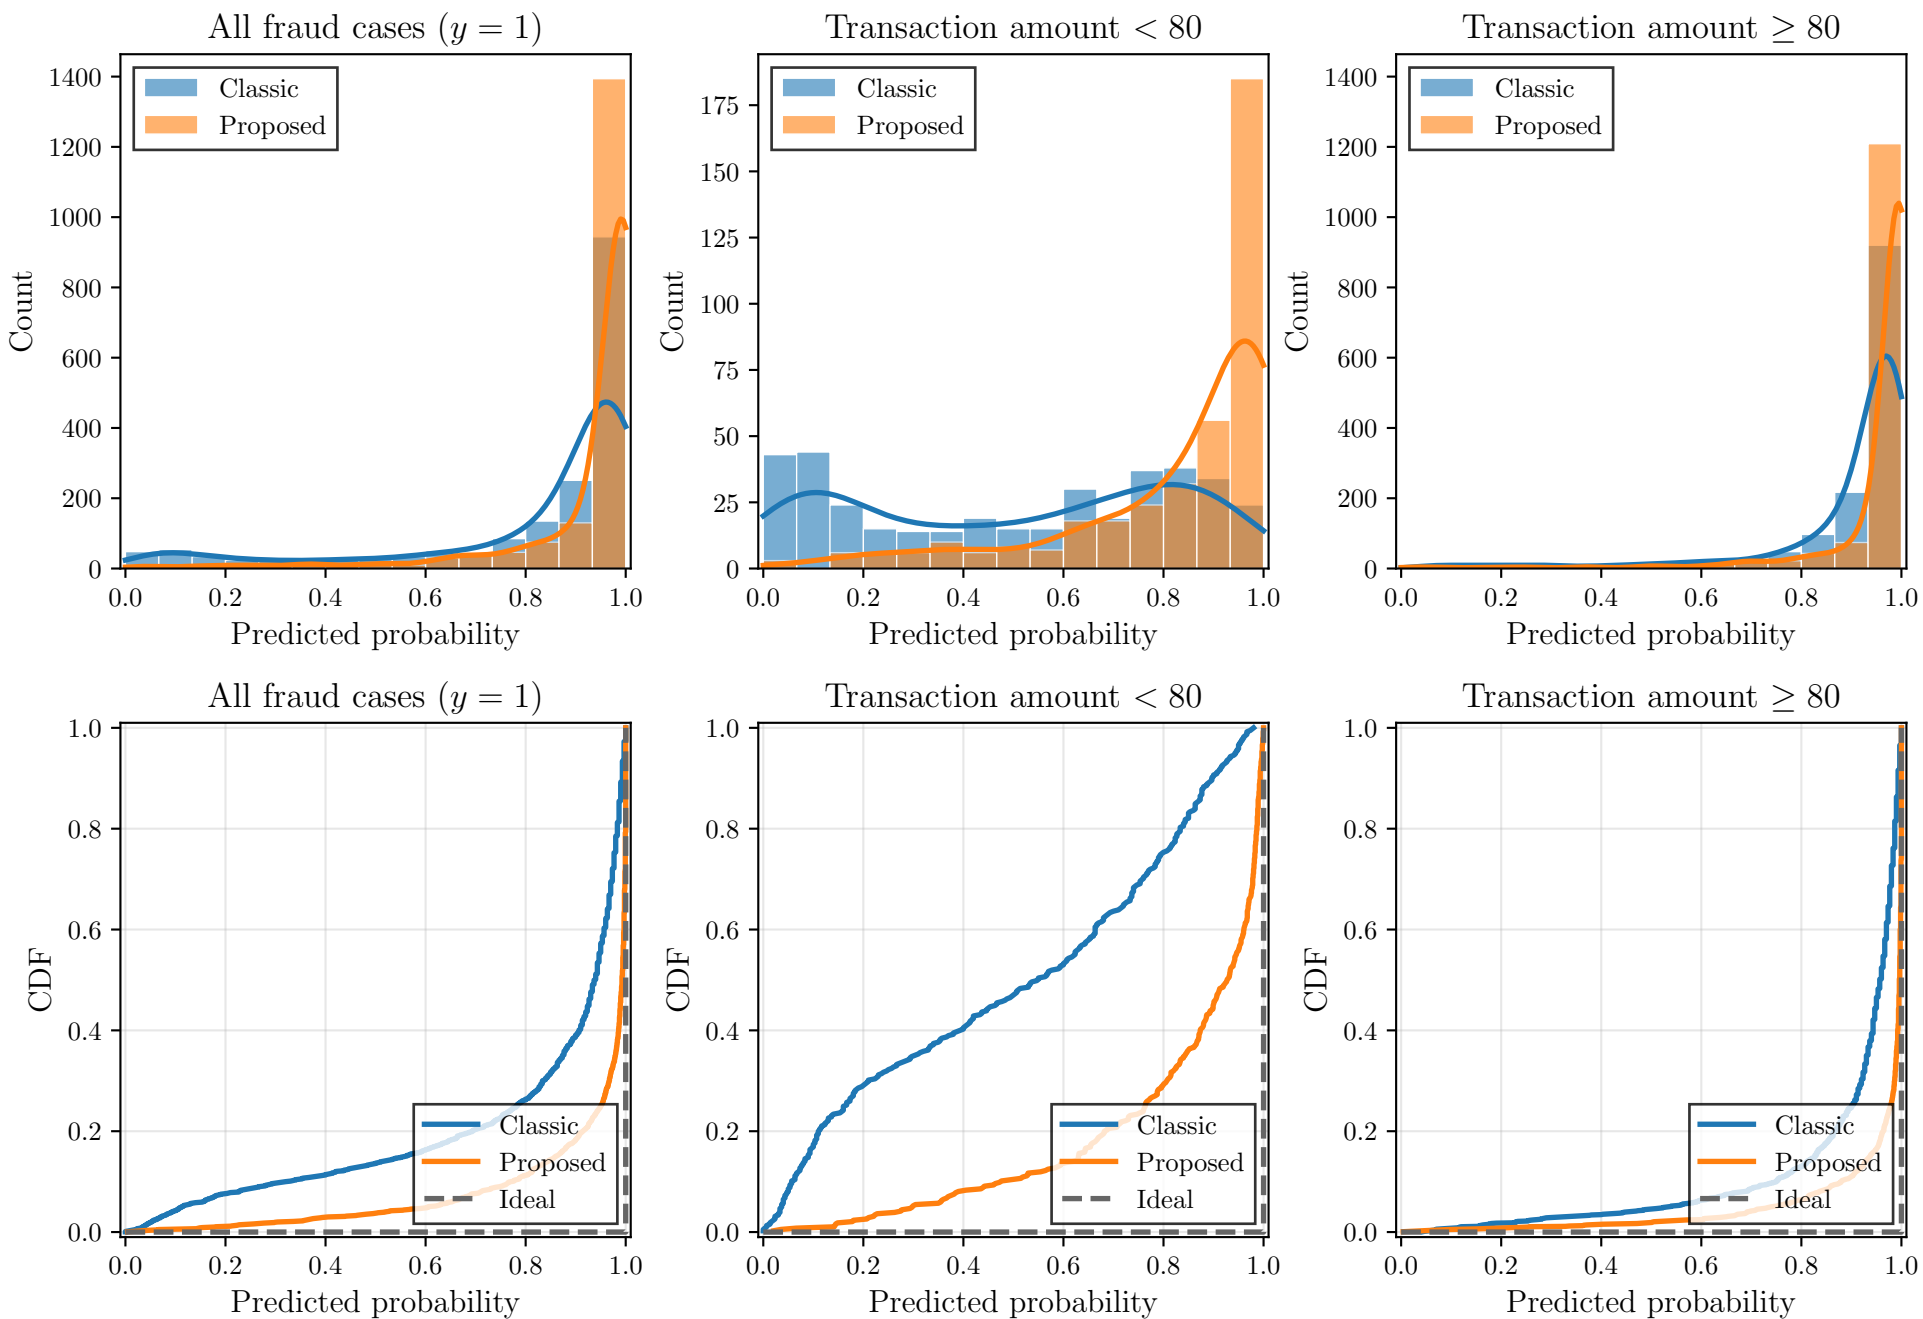 All fraud cases (y = 1)
Count
1400
1200
1000
800
600
400
200
0
Classic
Proposed
0.0 0.2 0.4 0.6 0.8 1.0
Predicted probability
Transaction amount < 80
Count
175
150
125
100
75
50
25
0
Classic
Proposed
0.0 0.2 0.4 0.6 0.8 1.0
Predicted probability
Transaction amount ≥ 80
Count
1400
1200
1000
800
600
400
200
0
Classic
Proposed
0.0 0.2 0.4 0.6 0.8 1.0
Predicted probability
All fraud cases (y = 1)
CDF
1.0
0.8
0.6
0.4
0.2
0.0
Classic
Proposed
Ideal
0.0 0.2 0.4 0.6 0.8 1.0
Predicted probability
Transaction amount < 80
CDF
1.0
0.8
0.6
0.4
0.2
0.0
Classic
Proposed
Ideal
0.0 0.2 0.4 0.6 0.8 1.0
Predicted probability
Transaction amount ≥ 80
CDF
1.0
0.8
0.6
0.4
0.2
0.0
Classic
Proposed
Ideal
0.0 0.2 0.4 0.6 0.8 1.0
Predicted probability